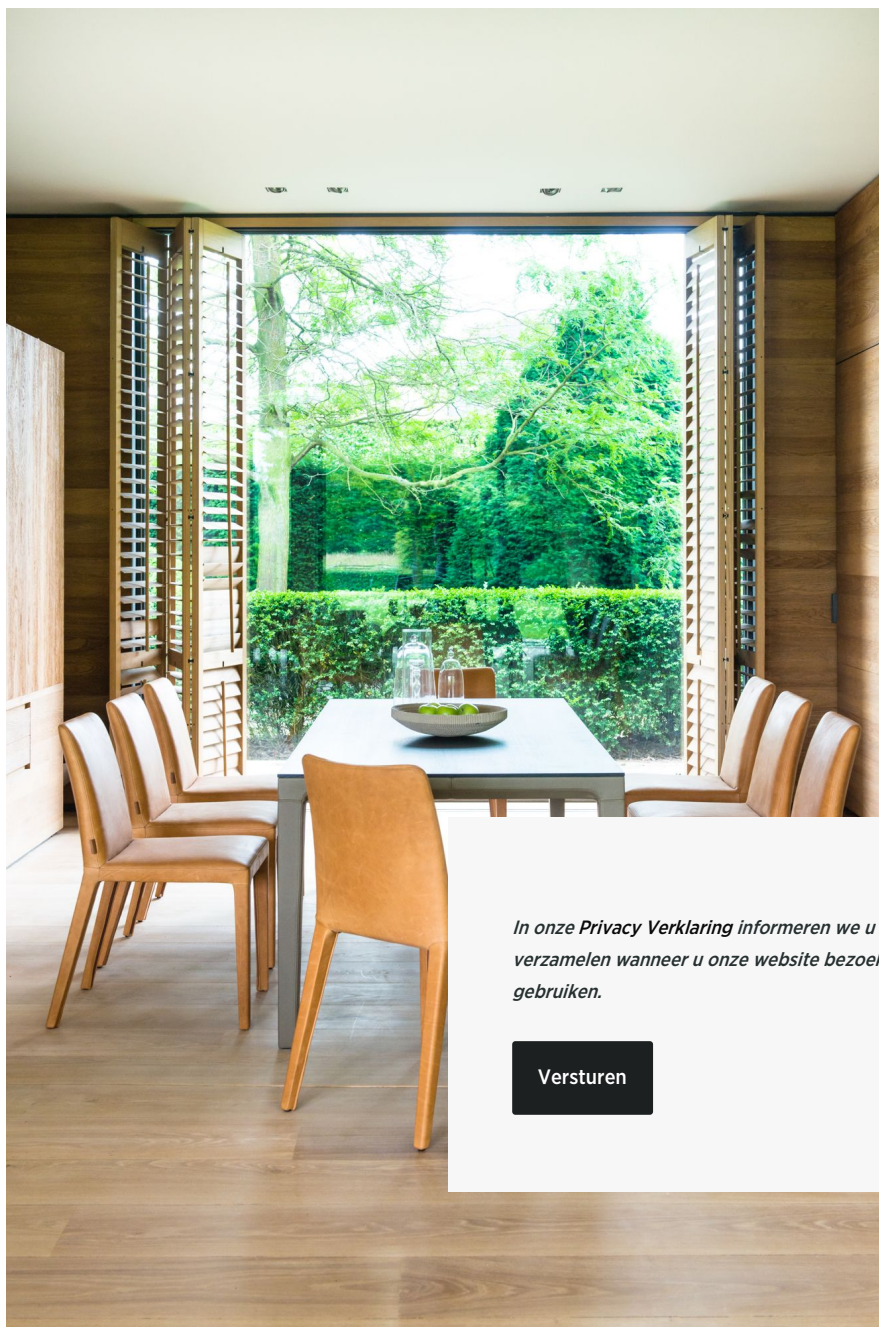 In onze Privacy Verklaring informeren we u
verzamelen wanneer u onze website
gebruiken.
Versturen